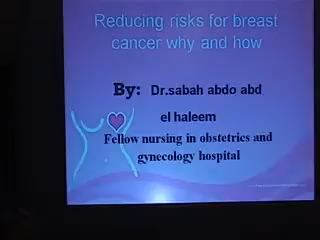 Reducing risks for breast
cancer why and how
By: Dr.sabah abdo abd
el haleem
Fellow nursing in obstetrics and
gynecology hospital